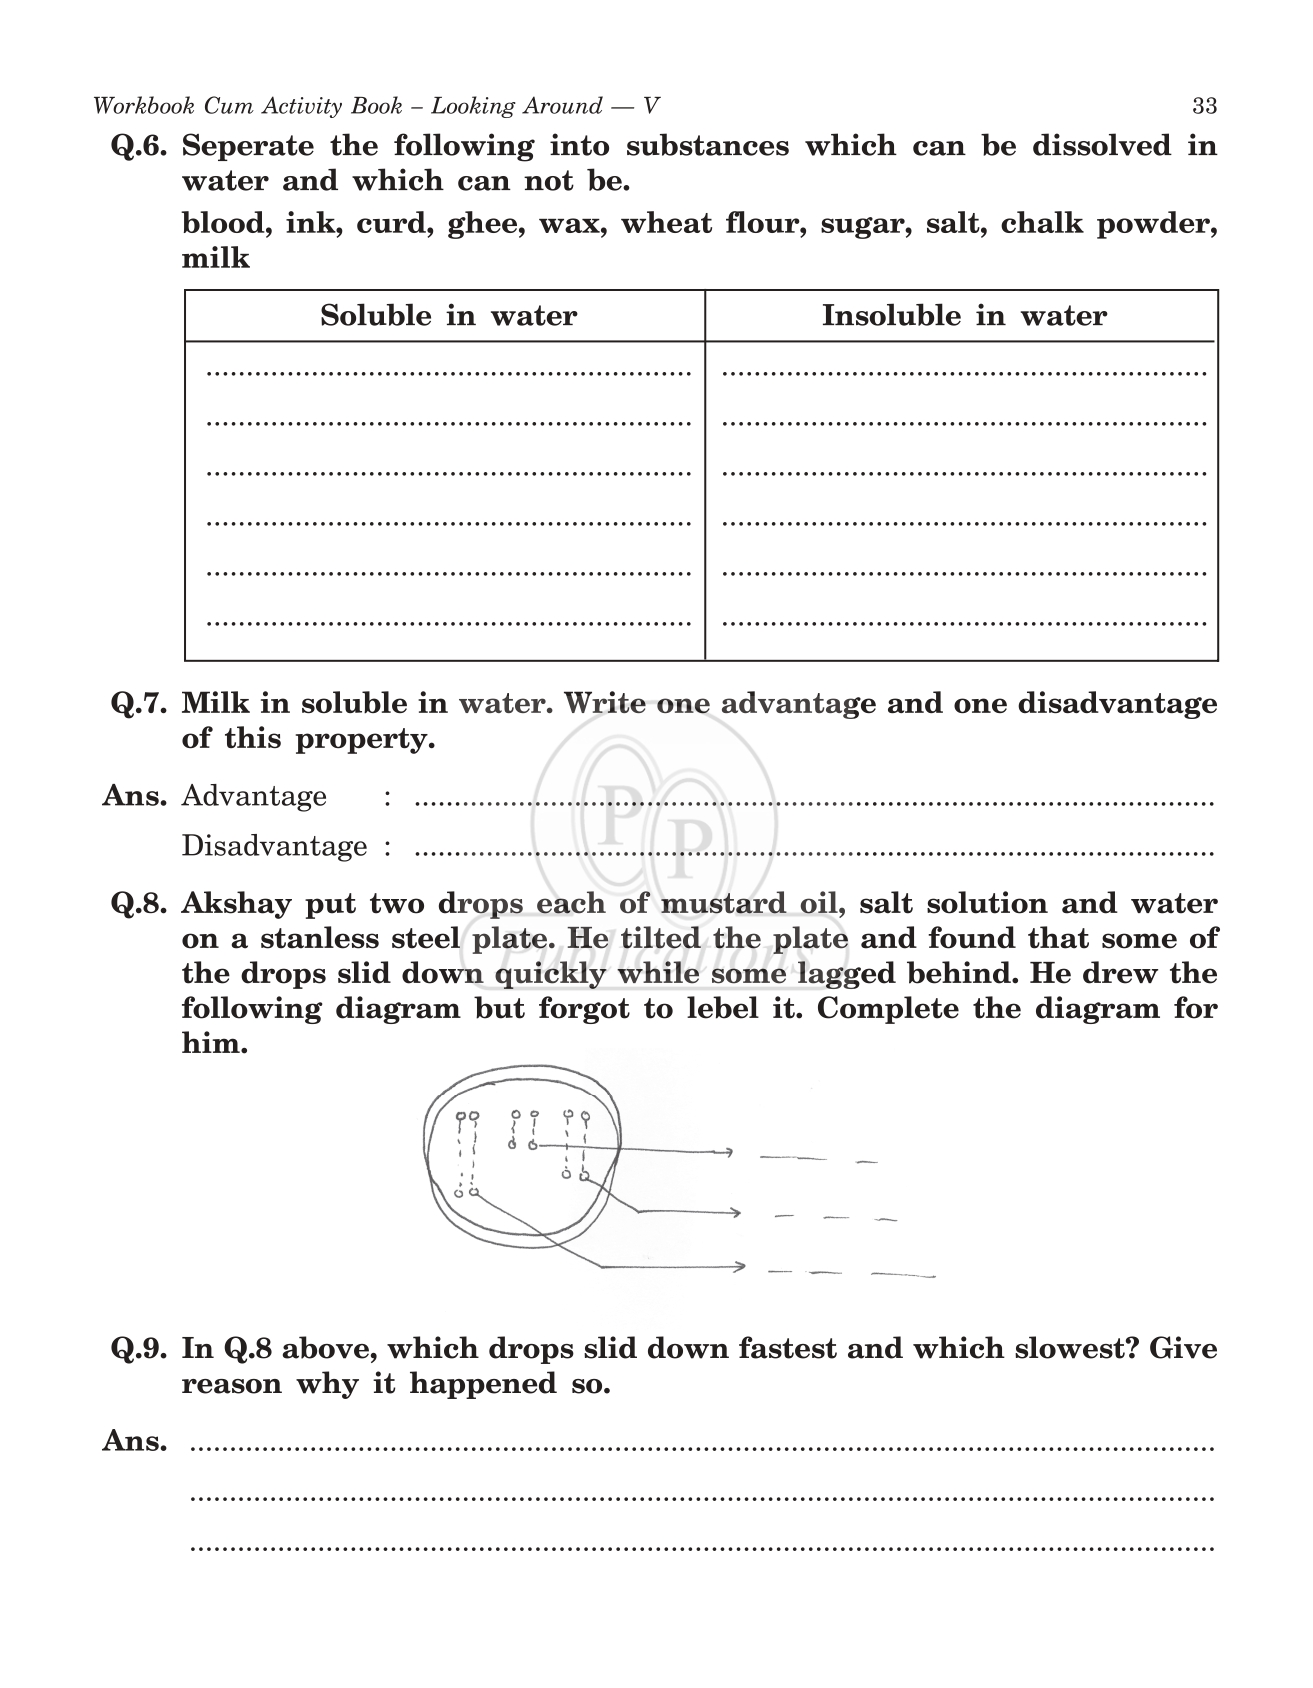 Workbook Cum Activity Book – Looking Around — V 33
Q.6. Seperate the following into substances which can be dissolved in
water and which can not be.
blood, ink, curd, ghee, wax, wheat flour, sugar, salt, chalk powder,
milk
Soluble in water Insoluble in water
Q.7. Milk in soluble in water. Write one advantage and one disadvantage
of this property.
Ans. Advantage : ....................................................................................................
Disadvantage : ....................................................................................................
Q.8. Akshay put two drops each of mustard oil, salt solution and water
on a stanless steel plate. He tilted the plate and found that some of
the drops slid down quickly while some lagged behind. He drew the
following diagram but forgot to lebel it. Complete the diagram for
him.
PP
Publications
Q.9. In Q.8 above, which drops slid down fastest and which slowest? Give
reason why it happened so.
Ans. ....................................................................................................